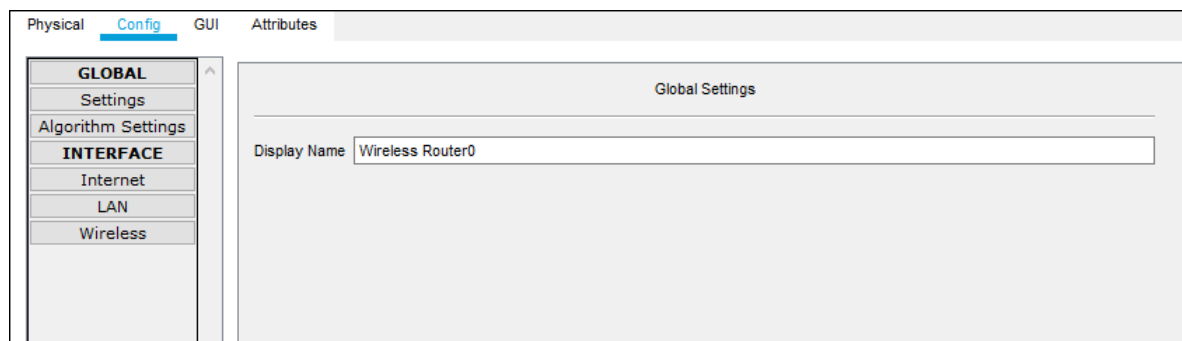 Physical Config GUI Attributes
GLOBAL
Settings
Algorithm Settings
INTERFACE
Internet
LAN
Wireless
Global Settings
Display Name Wireless Router0